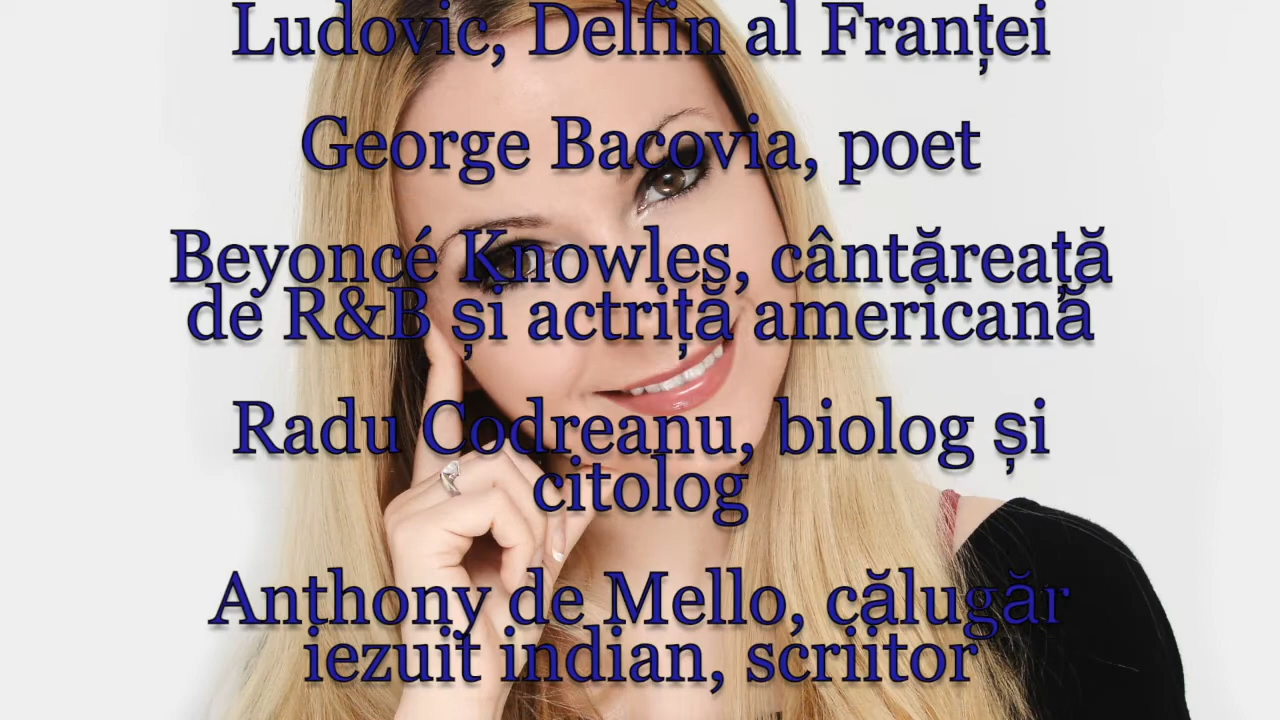 Ludovic, Delfin al Franței
George Bacovia, poet
Beyoncé Knowles, cântăreață
de R&B și actriță americană
Radu Codreanu, biolog și
citolog
Anthony de Mello, călugăr
iezuit indian, scriitor